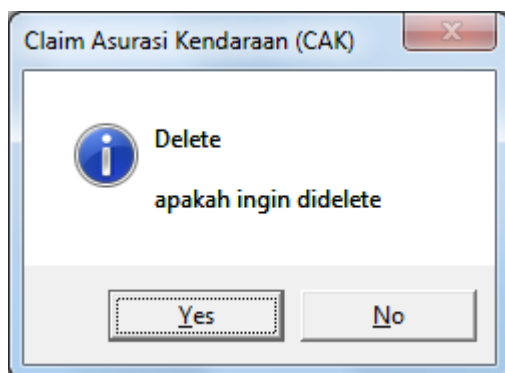 Claim Asurasi Kendaraan (CAK)
Delete
apakah ingin didelete
Yes
No